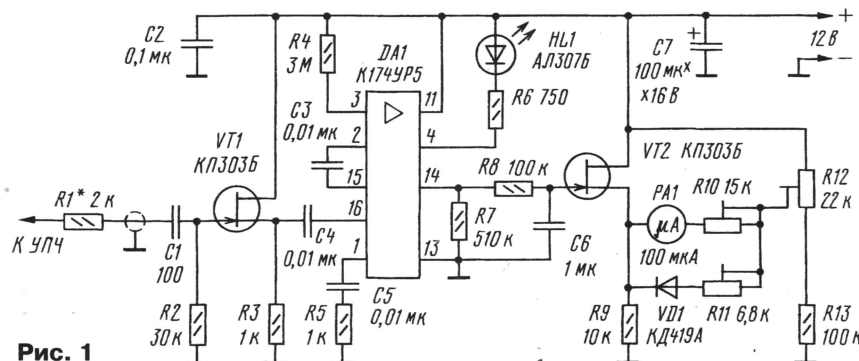 C2
0,1 мк
R4
3М
DA1
К174УР5
HL1
АЛ307Б
C7
100 мк×
×16 В
+
12В
−
+
3
11
R6 750
C3
0,01 мк
2
4
VT1
КП303Б
15
14
R8 100 к
VT2 КП303Б
R12
22 к
PA1
R10 15 к
R1* 2 к
К УПЧ
C1
100
16
C4
0,01 мк
R7
510 к
µA
100 мкА
1
13
C6
1 мк
C5
0,01 мк
R2
30 к
R3
1 к
R5
1 к
R9
10 к
VD1
КД419А
R11 6,8 к
R13
100 к
Рис. 1